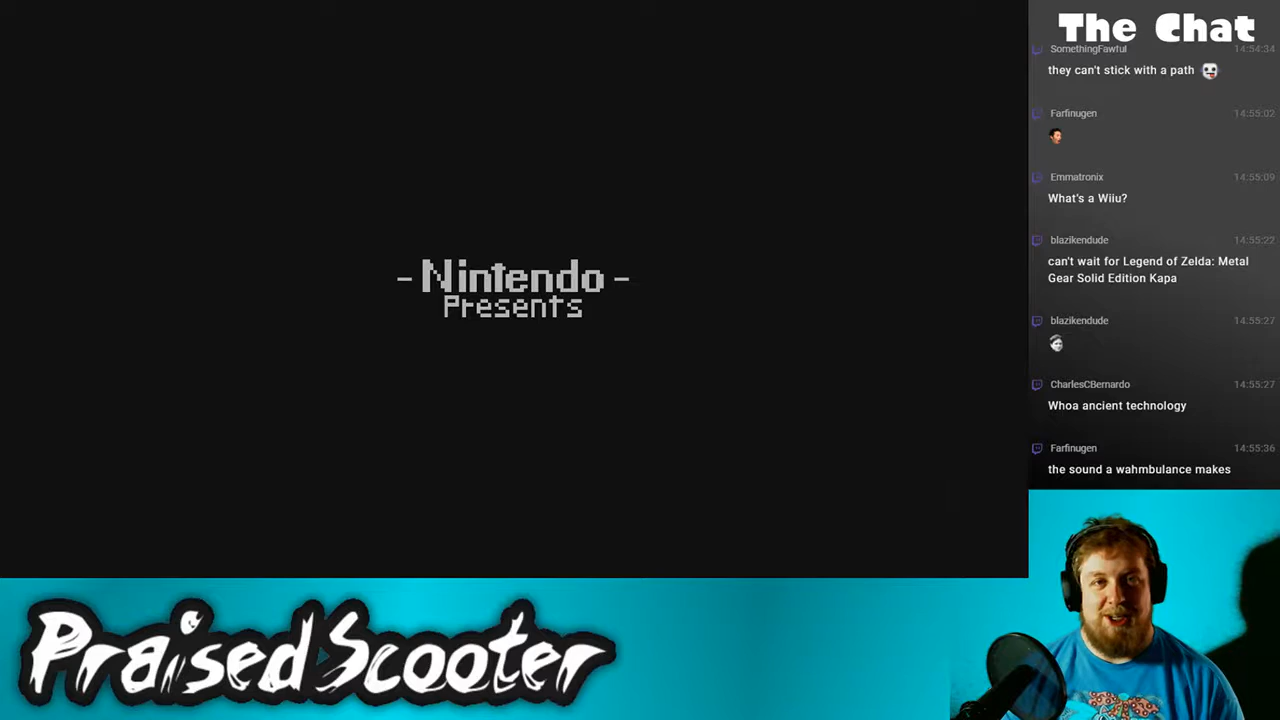 - Nintendo -
Presents
The Chat
SomethingFawful 14:54:34
they can't stick with a path
Farfinugen 14:55:02
Emmatronix 14:55:09
What's a Wiiu?
blazikendude 14:55:22
can't wait for Legend of Zelda: Metal
Gear Solid Edition Kapa
blazikendude 14:55:27
CharlesCBernardo 14:55:27
Whoa ancient technology
Farfinugen 14:55:36
the sound a wahmbulance makes
PraisedScooter